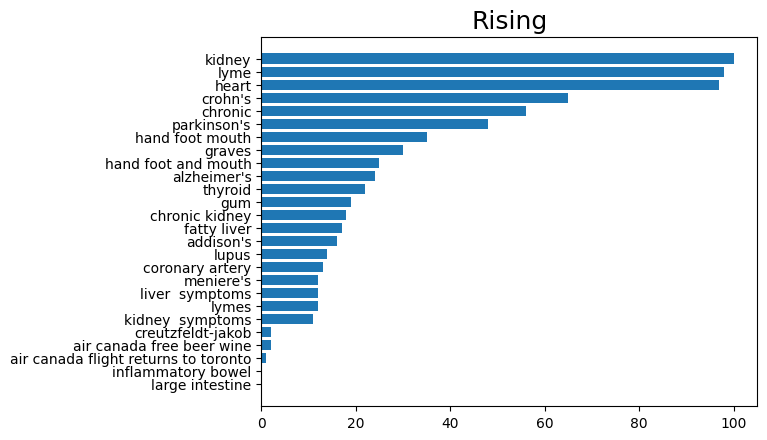 Rising
kidney
lyme
heart
crohn's
chronic
parkinson's
hand foot mouth
graves
hand foot and mouth
alzheimer's
thyroid
gum
chronic kidney
fatty liver
addison's
lupus
coronary artery
meniere's
liver  symptoms
lymes
kidney  symptoms
creutzfeldt-jakob
air canada free beer wine
air canada flight returns to toronto
inflammatory bowel
large intestine
0 20 40 60 80 100